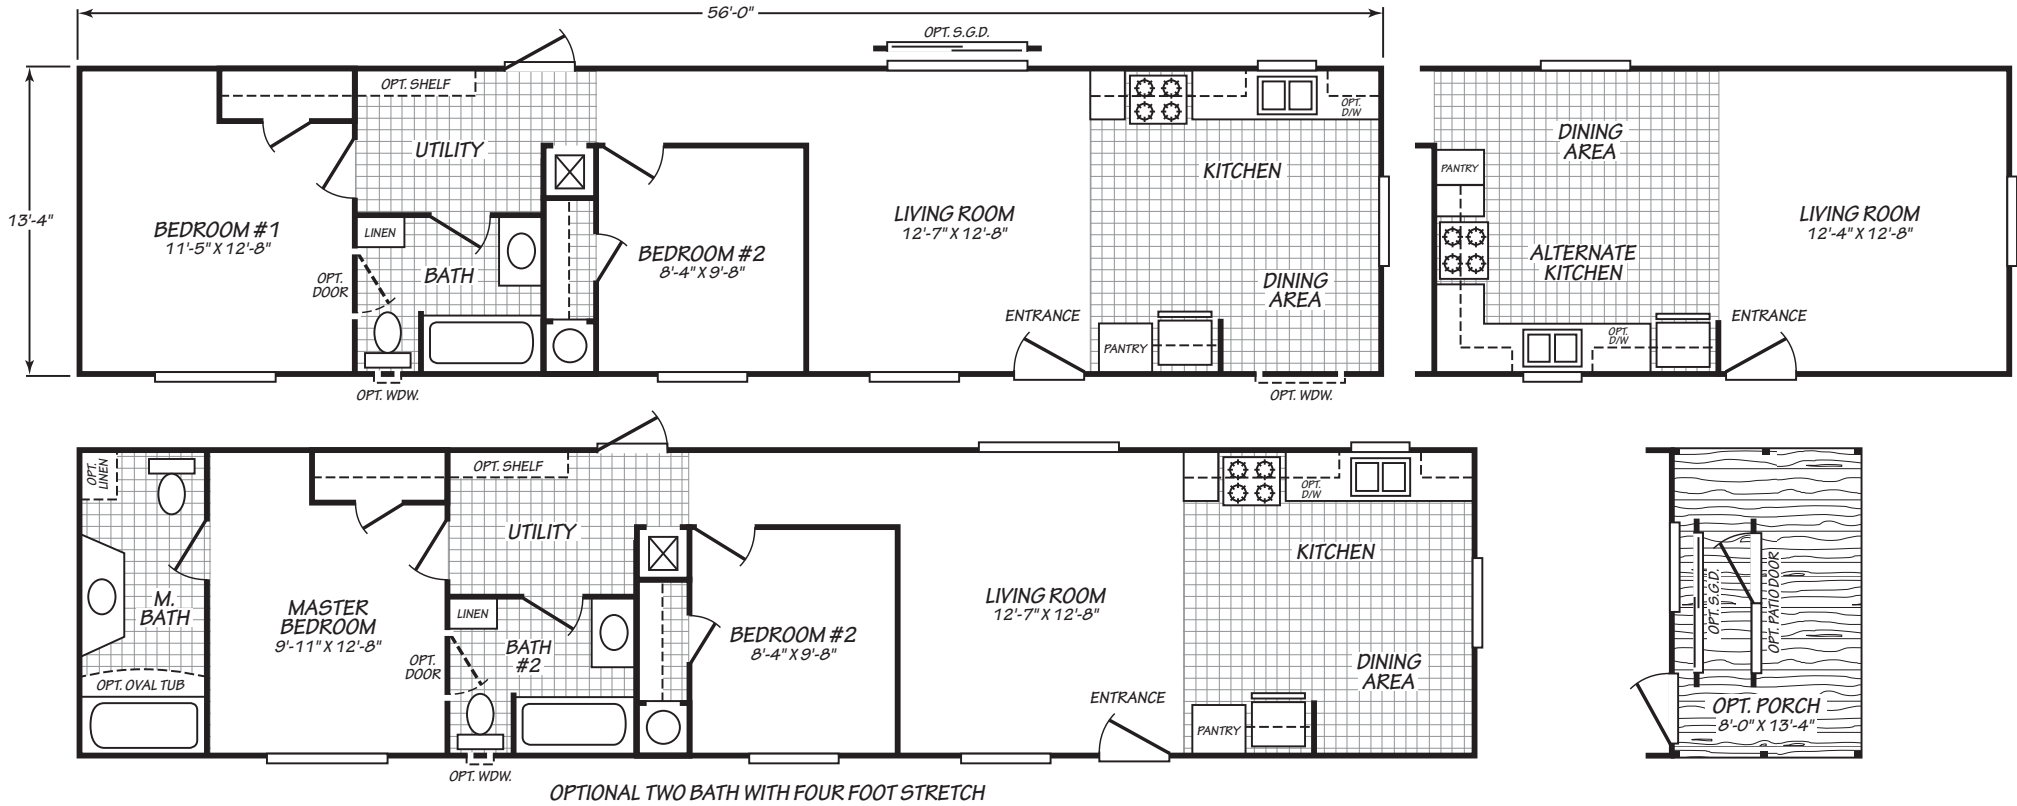 56'-0"
13'-4"
OPT. S.G.D.
OPT. SHELF
UTILITY
BEDROOM #1
11'-5" X 12'-8"
LINEN
OPT.
DOOR
BATH
OPT. WDW.
BEDROOM #2
8'-4" X 9'-8"
LIVING ROOM
12'-7" X 12'-8"
ENTRANCE
OPT.
D/W
KITCHEN
DINING
AREA
PANTRY
OPT. WDW.
DINING
AREA
PANTRY
ALTERNATE
KITCHEN
OPT.
D/W
LIVING ROOM
12'-4" X 12'-8"
ENTRANCE
OPT.
LINEN
M.
BATH
OPT. OVAL TUB
MASTER
BEDROOM
9'-11" X 12'-8"
OPT. SHELF
UTILITY
LINEN
OPT.
DOOR
BATH
#2
OPT. WDW.
BEDROOM #2
8'-4" X 9'-8"
LIVING ROOM
12'-7" X 12'-8"
ENTRANCE
OPT.
D/W
KITCHEN
DINING
AREA
PANTRY
OPT. S.G.D.
OPT. PATIO DOOR
OPT. PORCH
8'-0" X 13'-4"
OPTIONAL TWO BATH WITH FOUR FOOT STRETCH